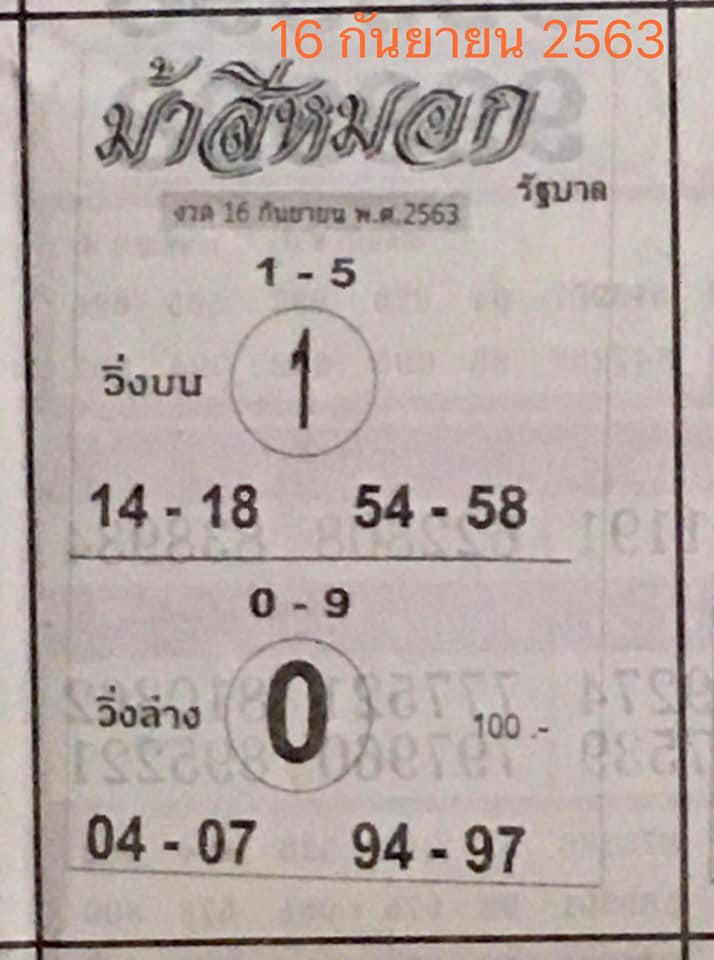 16 กันยายน 2563
ม้าสีหมอก
รัฐบาล
งวด 16 กันยายน พ.ศ.2563
1 - 5
วิ่งบน 1
14 - 18 54 - 58
0 - 9
วิ่งล่าง 0 100 .-
04 - 07 94 - 97